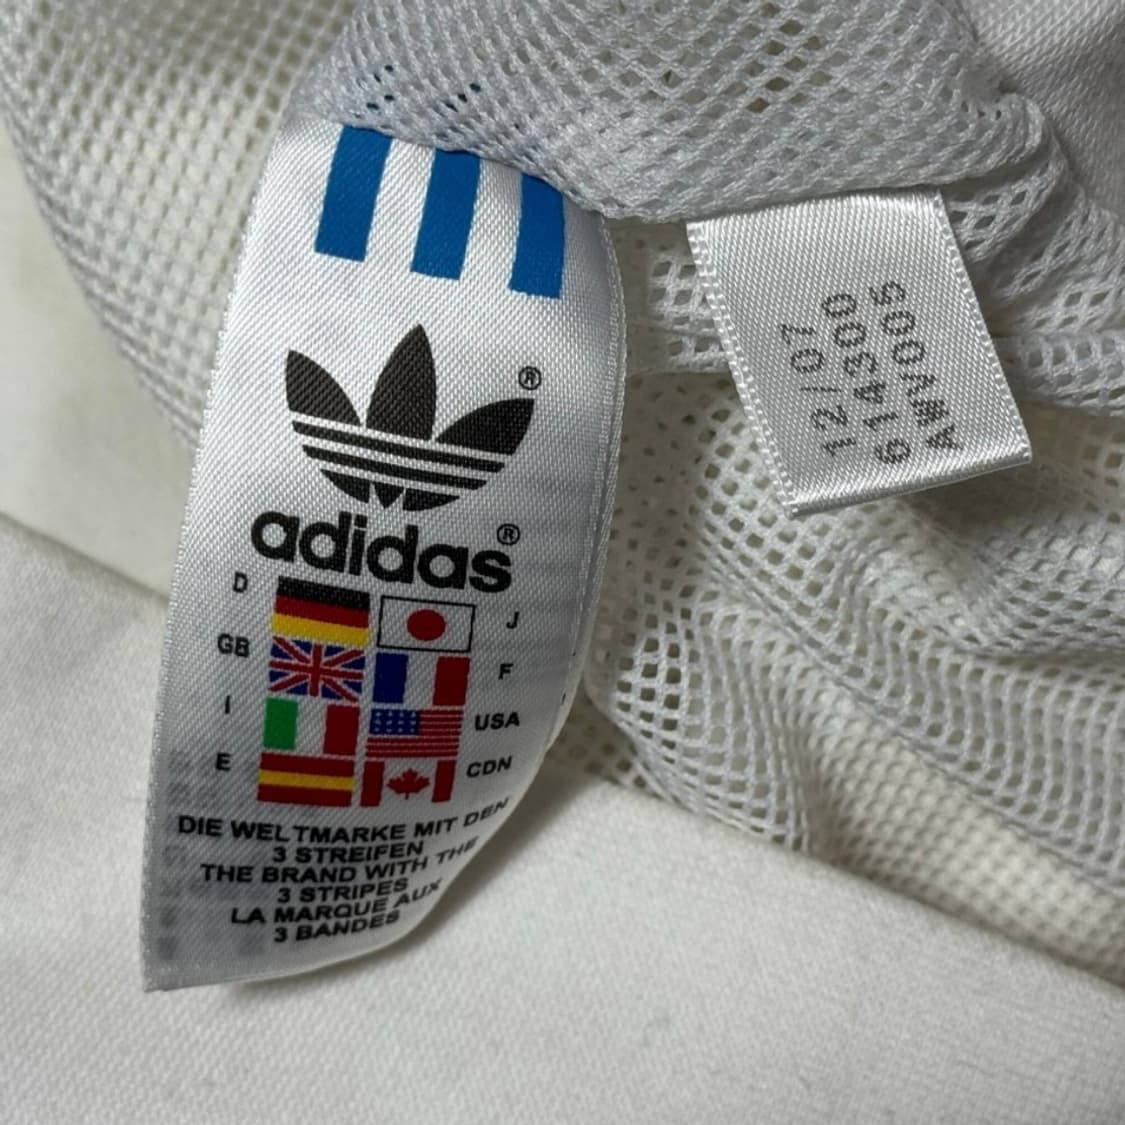 ®
adidas®
D
J
GB
F
I
USA
E
CDN
DIE WELTMARKE MIT DEN
3 STREIFEN
THE BRAND WITH THE
3 STRIPES
LA MARQUE AUX
3 BANDES
12/07
614300
AWV005